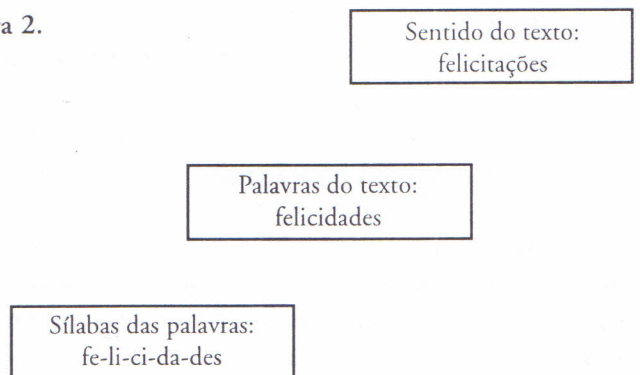 a 2.
Sentido do texto:
felicitações
Palavras do texto:
felicidades
Sílabas das palavras:
fe-li-ci-da-des